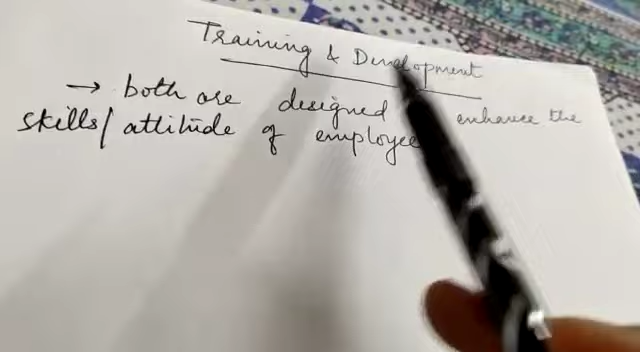 Training & Development
→ both are designed enhance the
skills/attitude of employee